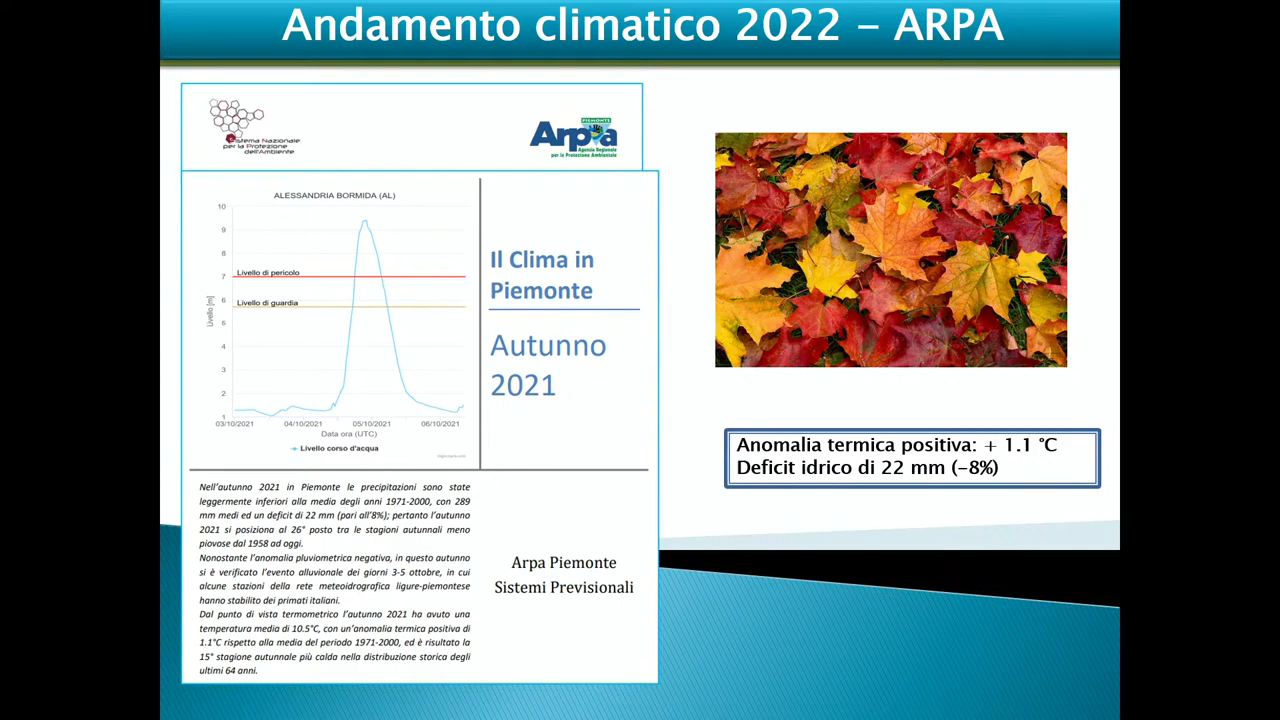 Andamento climatico 2022 - ARPA
Sistema Nazionale
per la Protezione
dell'Ambiente
PIEMONTE
Arpa
Agenzia Regionale
per la Protezione Ambientale
ALESSANDRIA BORMIDA (AL)
10
9
8
Livello di pericolo
7
Livello di guardia
6
Livello [m]
5
4
3
2
1
03/10/2021 04/10/2021 05/10/2021 06/10/2021
Data ora (UTC)
Livello corso d'acqua
Il Clima in
Piemonte
Autunno
2021
Anomalia termica positiva: + 1.1 °C
Deficit idrico di 22 mm (-8%)
Nell'autunno 2021 in Piemonte le precipitazioni sono state
leggermente inferiori alla media degli anni 1971-2000, con 289
mm medi ed un deficit di 22 mm (pari all'8%); pertanto l'autunno
2021 si posiziona al 26° posto tra le stagioni autunnali meno
piovose dal 1958 ad oggi.
Nonostante l'anomalia pluviometrica negativa, in questo autunno
si è verificato l'evento alluvionale dei giorni 3-5 ottobre, in cui
alcune stazioni della rete meteoidrografica ligure-piemontese
hanno stabilito dei primati italiani.
Dal punto di vista termometrico l'autunno 2021 ha avuto una
temperatura media di 10.5°C, con un'anomalia termica positiva di
1.1°C rispetto alla media del periodo 1971-2000, ed è risultato la
15° stagione autunnale più calda nella distribuzione storica degli
ultimi 64 anni.
Arpa Piemonte
Sistemi Previsionali